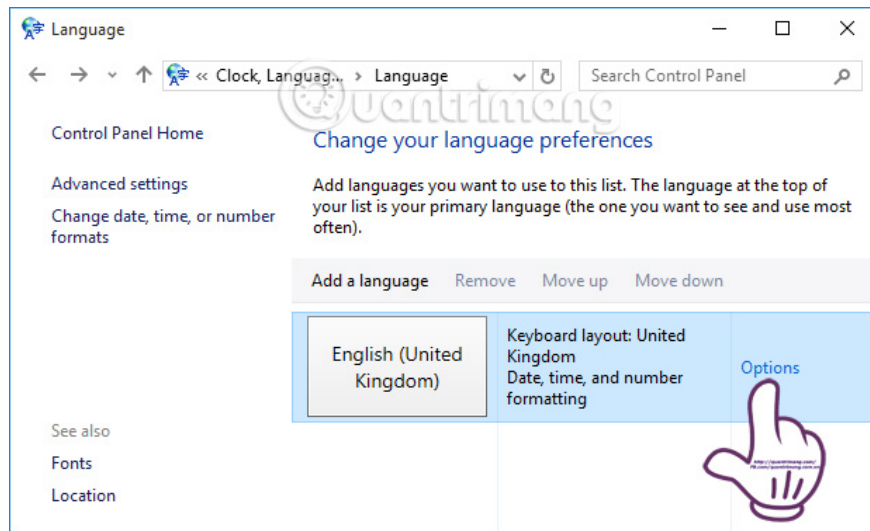 Language
« Clock, Languag... › Language
Search Control Panel
Quantrimang
Control Panel Home
Advanced settings
Change date, time, or number
formats
See also
Fonts
Location
Change your language preferences
Add languages you want to use to this list. The language at the top of
your list is your primary language (the one you want to see and use most
often).
Add a language Remove Move up Move down
English (United
Kingdom)
Keyboard layout: United
Kingdom
Date, time, and number
formatting
Options